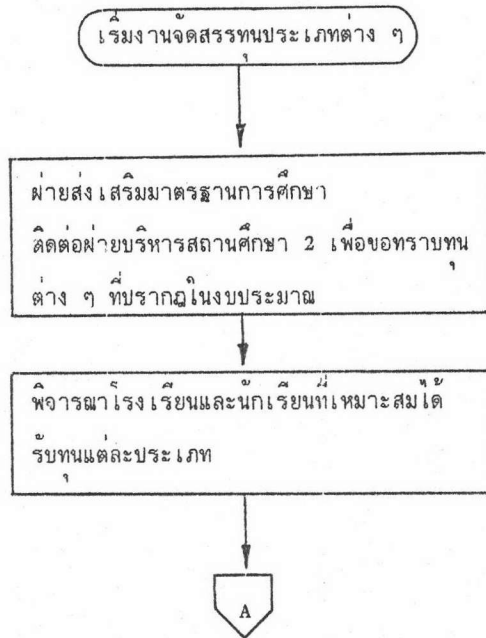 เริ่มงานจัดสรรทุนประเภทต่าง ๆ
ฝ่ายส่งเสริมมาตรฐานการศึกษา
ติดต่อฝ่ายบริหารสถานศึกษา 2 เพื่อขอทราบทุน
ต่าง ๆ ที่ปรากฏในงบประมาณ
พิจารณาโรงเรียนและนักเรียนที่เหมาะสมได้
รับทุนแต่ละประเภท
A